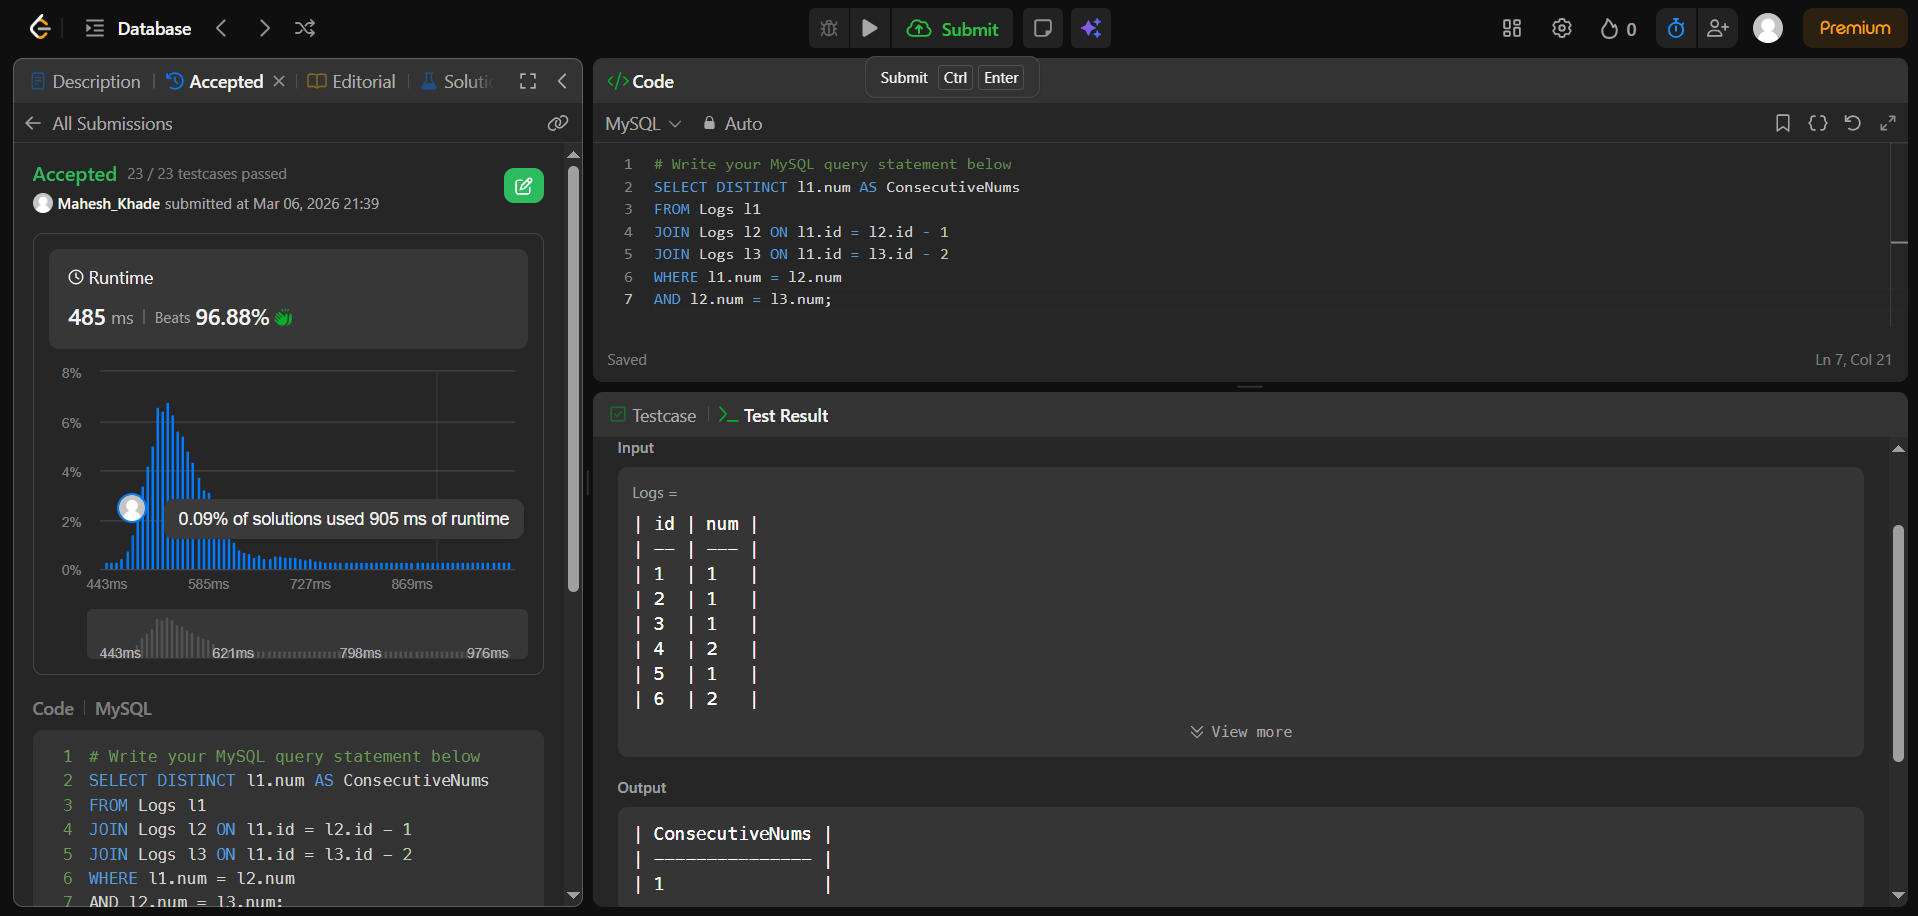 Database
Submit
0
Premium
Submit Ctrl Enter
Description
Accepted
Editorial
Solutio
All Submissions
Accepted 23 / 23 testcases passed
Mahesh_Khade submitted at Mar 06, 2026 21:39
Runtime
485 ms | Beats 96.88%
8%
6%
4%
2%
0%
0.09% of solutions used 905 ms of runtime
443ms 585ms 727ms 869ms
443ms 621ms 798ms 976ms
Code | MySQL
1 # Write your MySQL query statement below
2 SELECT DISTINCT l1.num AS ConsecutiveNums
3 FROM Logs l1
4 JOIN Logs l2 ON l1.id = l2.id - 1
5 JOIN Logs l3 ON l1.id = l3.id - 2
6 WHERE l1.num = l2.num
7 AND l2.num = l3.num;
</> Code
MySQL Auto
1 # Write your MySQL query statement below
2 SELECT DISTINCT l1.num AS ConsecutiveNums
3 FROM Logs l1
4 JOIN Logs l2 ON l1.id = l2.id - 1
5 JOIN Logs l3 ON l1.id = l3.id - 2
6 WHERE l1.num = l2.num
7 AND l2.num = l3.num;
Saved Ln 7, Col 21
Testcase | >_ Test Result
Input
Logs =
| id | num |
| -- | --- |
| 1 | 1 |
| 2 | 1 |
| 3 | 1 |
| 4 | 2 |
| 5 | 1 |
| 6 | 2 |
View more
Output
| ConsecutiveNums |
| --------------- |
| 1 |